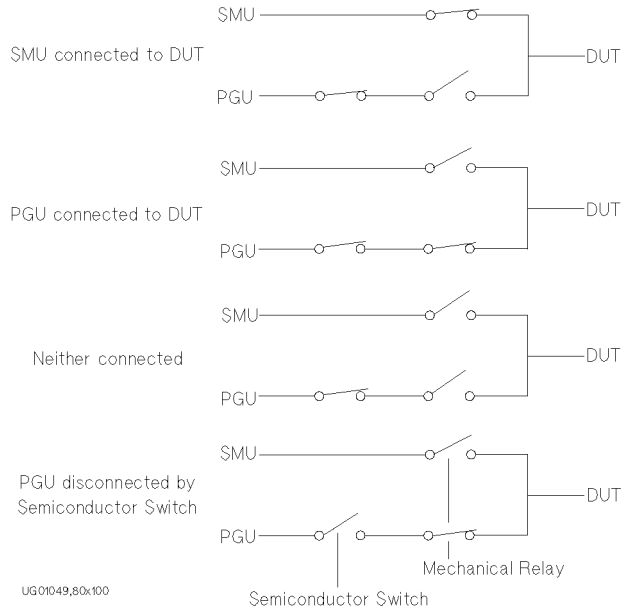 SMU
SMU connected to DUT
DUT
PGU
SMU
PGU connected to DUT
DUT
PGU
SMU
Neither connected
DUT
PGU
SMU
PGU disconnected by
Semiconductor Switch
DUT
PGU
Mechanical Relay
UG01049,80x100
Semiconductor Switch